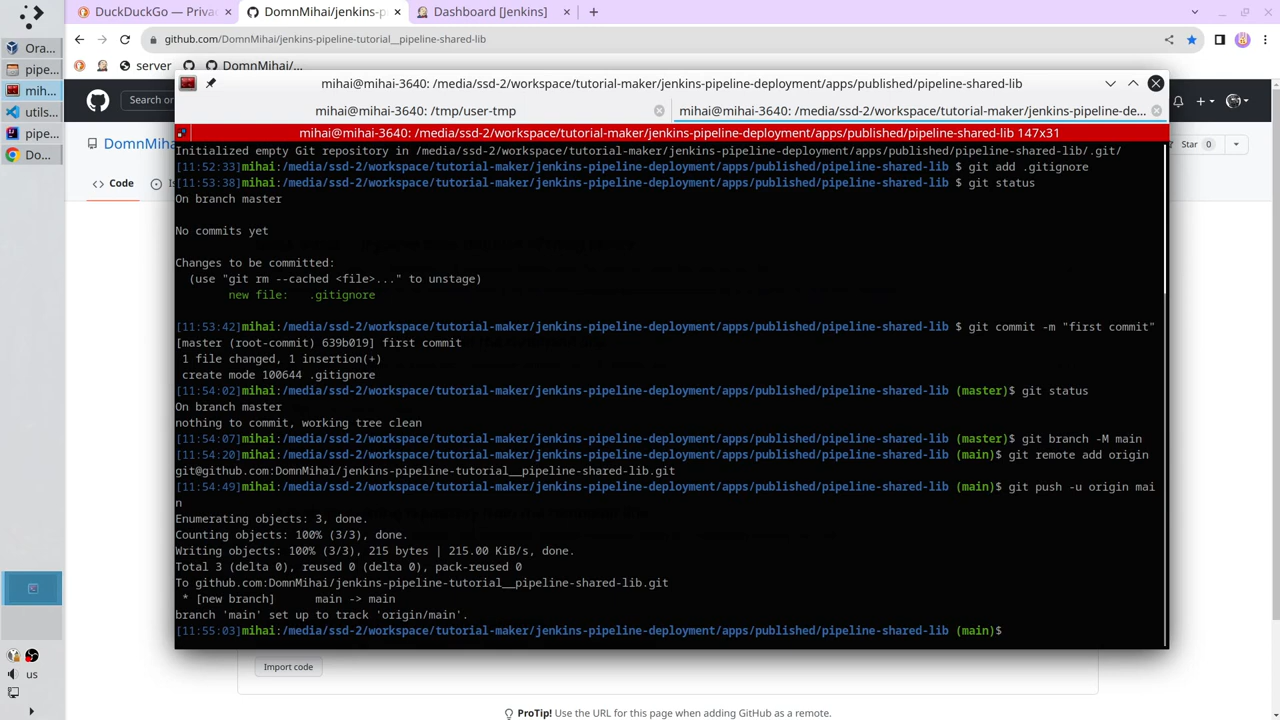 DuckDuckGo — Privac
DomnMihai/jenkins-p
Dashboard [Jenkins]
github.com/DomnMihai/jenkins-pipeline-tutorial__pipeline-shared-lib
server
DomnMihai/...
Ora...
pipe...
mih...
utils...
pipe...
Do...
us
Search or
DomnMiha
Code
Star 0
mihai@mihai-3640: /media/ssd-2/workspace/tutorial-maker/jenkins-pipeline-deployment/apps/published/pipeline-shared-lib
mihai@mihai-3640: /tmp/user-tmp
mihai@mihai-3640: /media/ssd-2/workspace/tutorial-maker/jenkins-pipeline-de...
mihai@mihai-3640: /media/ssd-2/workspace/tutorial-maker/jenkins-pipeline-deployment/apps/published/pipeline-shared-lib 147x31
Initialized empty Git repository in /media/ssd-2/workspace/tutorial-maker/jenkins-pipeline-deployment/apps/published/pipeline-shared-lib/.git/
[11:52:33]mihai:/media/ssd-2/workspace/tutorial-maker/jenkins-pipeline-deployment/apps/published/pipeline-shared-lib $ git add .gitignore
[11:53:38]mihai:/media/ssd-2/workspace/tutorial-maker/jenkins-pipeline-deployment/apps/published/pipeline-shared-lib $ git status
On branch master
No commits yet
Changes to be committed:
(use "git rm --cached <file>..." to unstage)
new file: .gitignore
[11:53:42]mihai:/media/ssd-2/workspace/tutorial-maker/jenkins-pipeline-deployment/apps/published/pipeline-shared-lib $ git commit -m "first commit"
[master (root-commit) 639b019] first commit
1 file changed, 1 insertion(+)
create mode 100644 .gitignore
[11:54:02]mihai:/media/ssd-2/workspace/tutorial-maker/jenkins-pipeline-deployment/apps/published/pipeline-shared-lib (master)$ git status
On branch master
nothing to commit, working tree clean
[11:54:07]mihai:/media/ssd-2/workspace/tutorial-maker/jenkins-pipeline-deployment/apps/published/pipeline-shared-lib (master)$ git branch -M main
[11:54:20]mihai:/media/ssd-2/workspace/tutorial-maker/jenkins-pipeline-deployment/apps/published/pipeline-shared-lib (main)$ git remote add origin
git@github.com:DomnMihai/jenkins-pipeline-tutorial__pipeline-shared-lib.git
[11:54:49]mihai:/media/ssd-2/workspace/tutorial-maker/jenkins-pipeline-deployment/apps/published/pipeline-shared-lib (main)$ git push -u origin mai
n
Enumerating objects: 3, done.
Counting objects: 100% (3/3), done.
Writing objects: 100% (3/3), 215 bytes | 215.00 KiB/s, done.
Total 3 (delta 0), reused 0 (delta 0), pack-reused 0
To github.com:DomnMihai/jenkins-pipeline-tutorial__pipeline-shared-lib.git
* [new branch] main -> main
branch 'main' set up to track 'origin/main'.
[11:55:03]mihai:/media/ssd-2/workspace/tutorial-maker/jenkins-pipeline-deployment/apps/published/pipeline-shared-lib (main)$
Import code
ProTip! Use the URL for this page when adding GitHub as a remote.